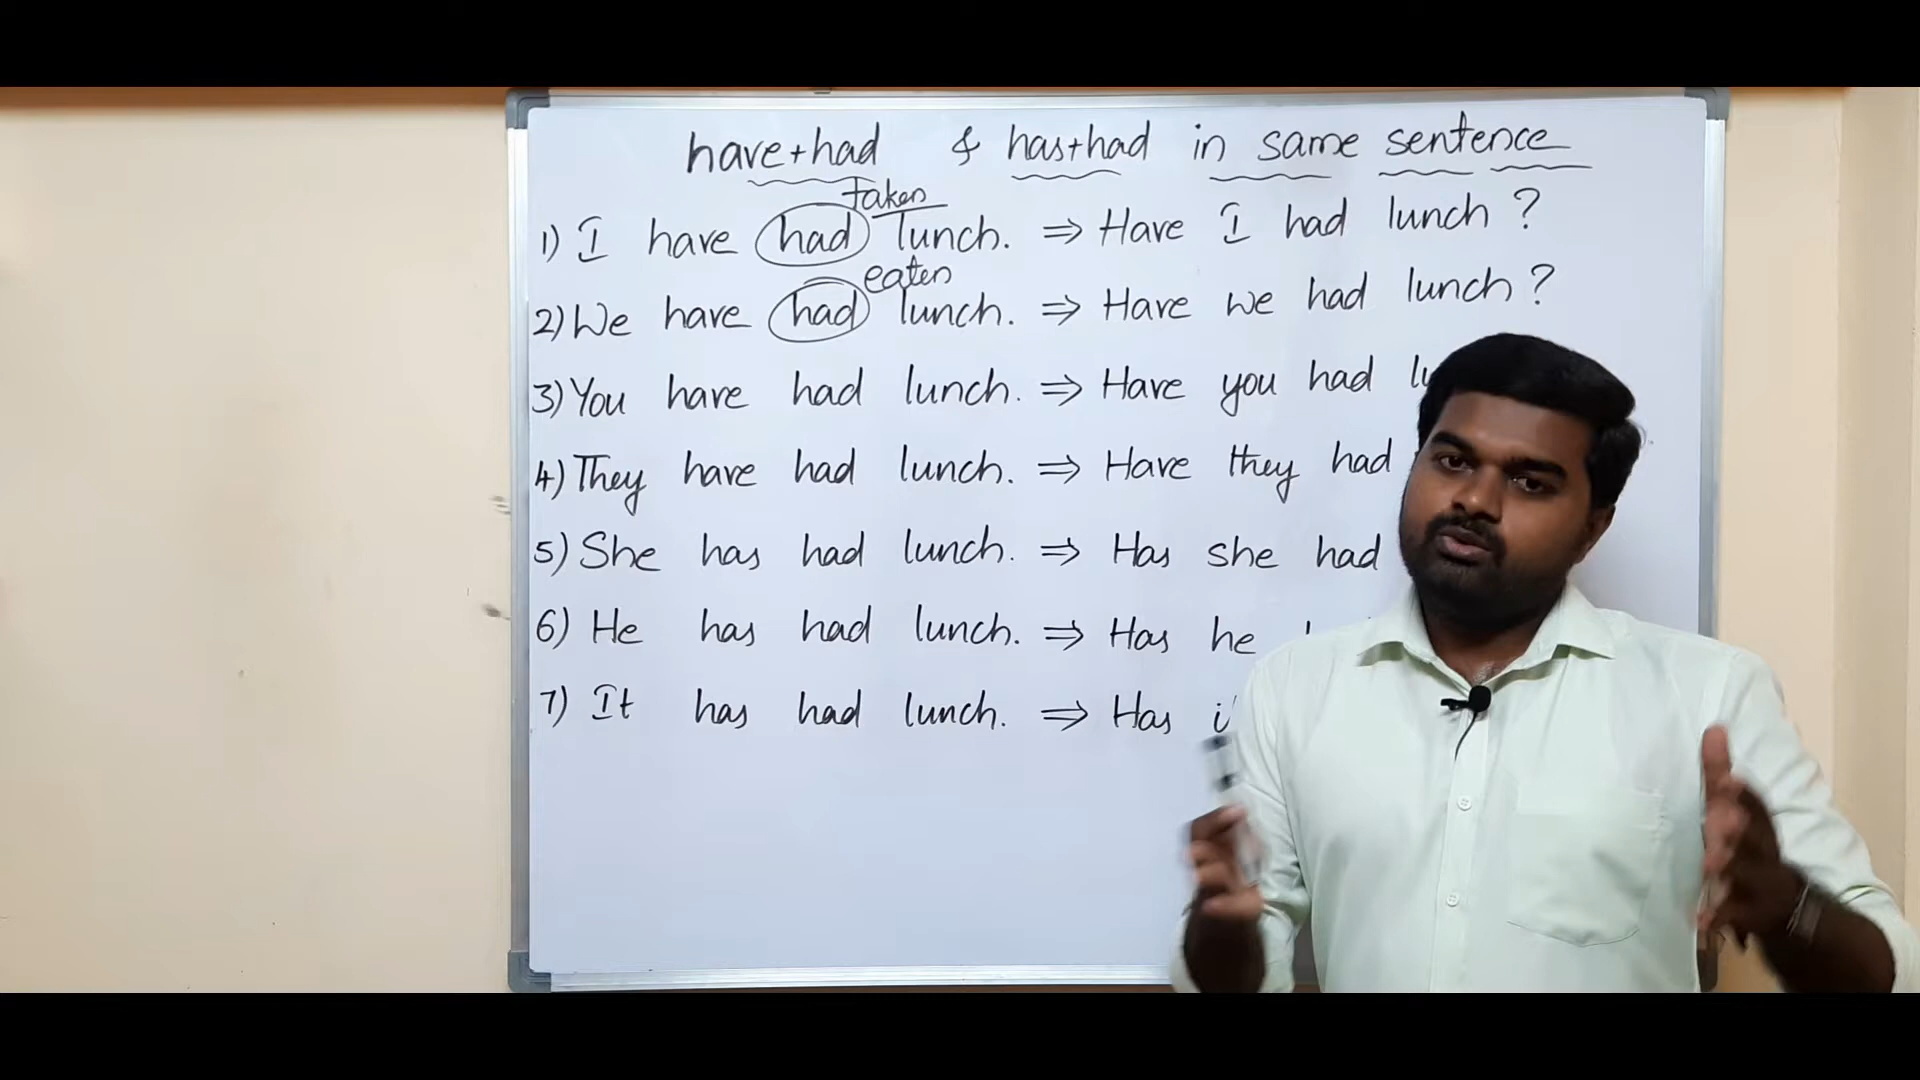 have+had & has+had in same sentence
taken
1) I have had lunch. ⇒ Have I had lunch ?
eaten
2) We have had lunch. ⇒ Have we had lunch ?
3) You have had lunch. ⇒ Have you had
4) They have had lunch. ⇒ Have they had
5) She has had lunch. ⇒ Has she had
6) He has had lunch. ⇒ Has he
7) It has had lunch. ⇒ Has